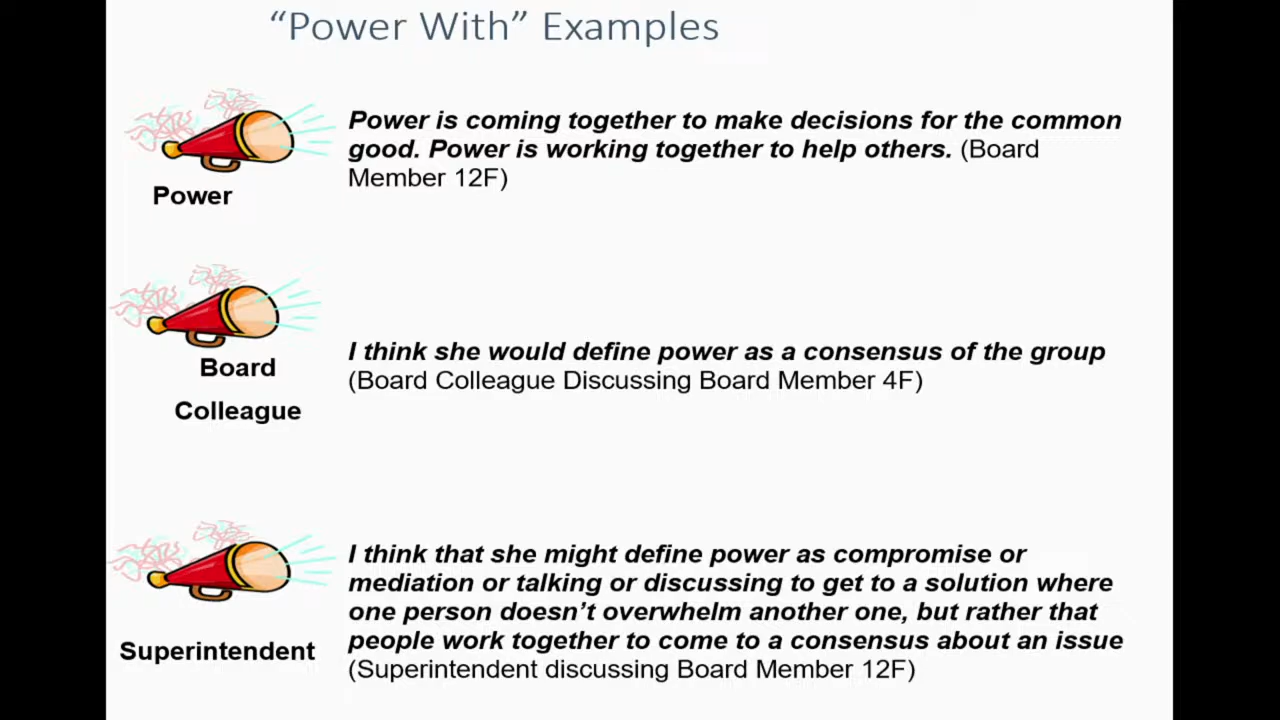 “Power With” Examples
Power is coming together to make decisions for the common
good. Power is working together to help others. (Board
Member 12F)
Power
I think she would define power as a consensus of the group
(Board Colleague Discussing Board Member 4F)
Board
Colleague
I think that she might define power as compromise or
mediation or talking or discussing to get to a solution where
one person doesn’t overwhelm another one, but rather that
people work together to come to a consensus about an issue
(Superintendent discussing Board Member 12F)
Superintendent